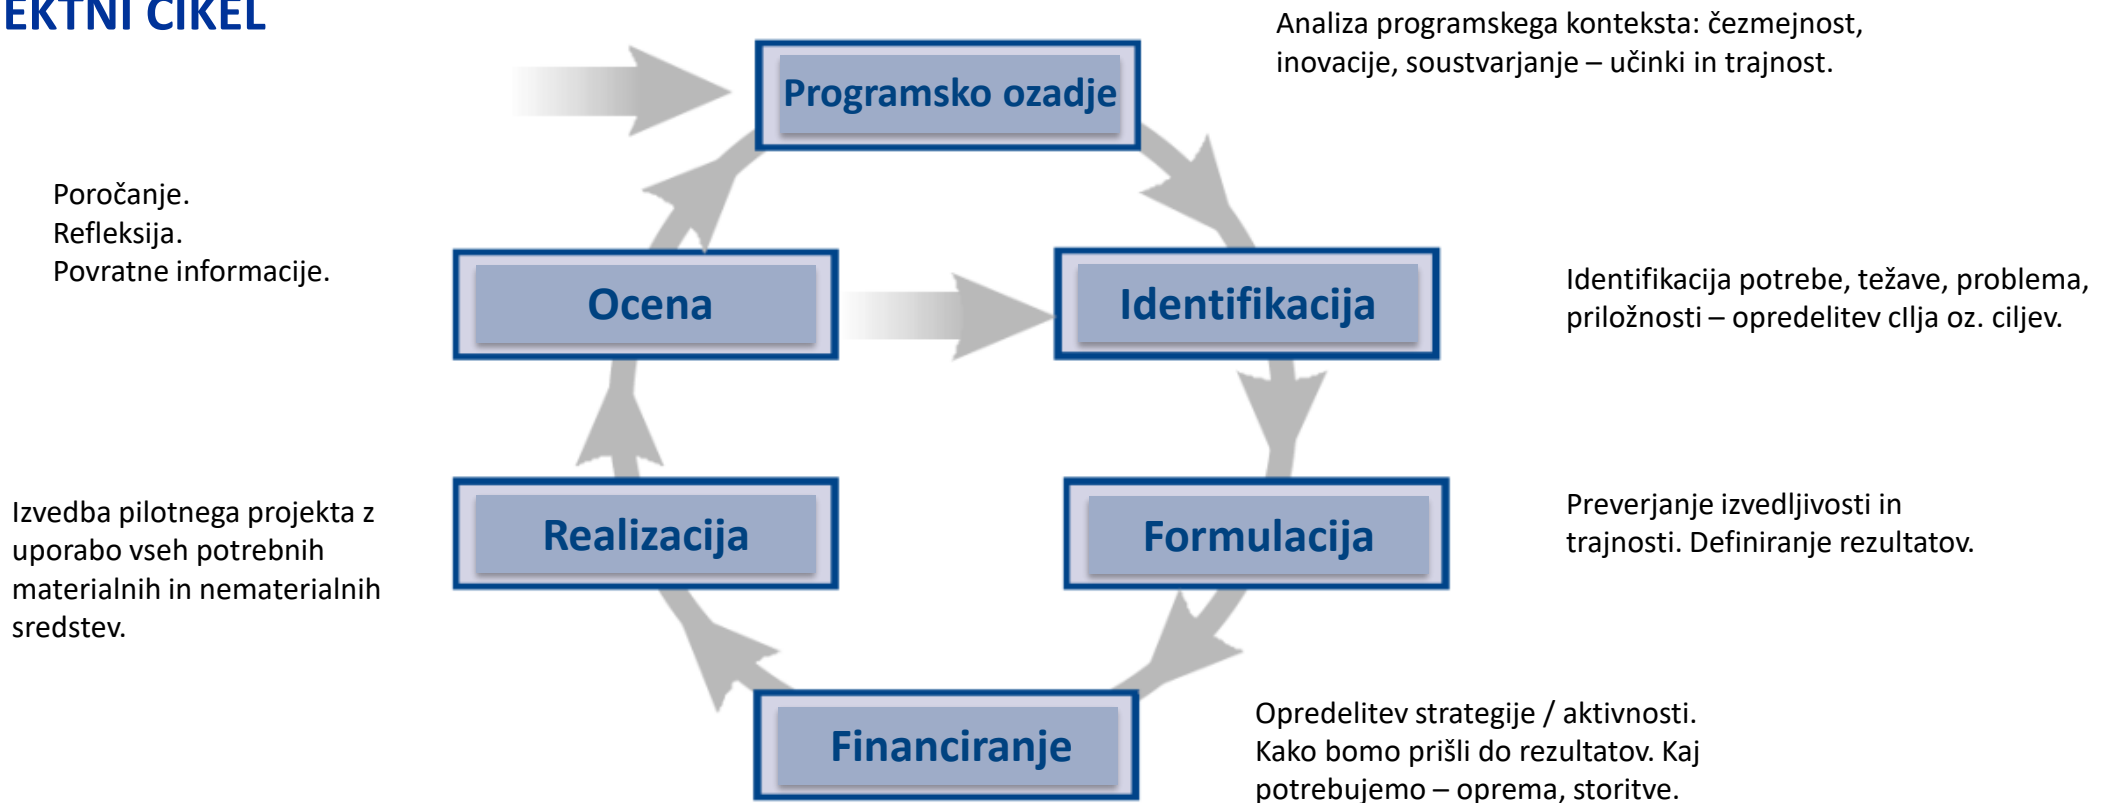 EKTNI CIKEL
Analiza programskega konteksta: čezmejnost,
inovacije, soustvarjanje – učinki in trajnost.
Programsko ozadje
Poročanje.
Refleksija.
Povratne informacije.
Ocena
Identifikacija
Identifikacija potrebe, težave, problema,
priložnosti – opredelitev cIlja oz. ciljev.
Izvedba pilotnega projekta z
uporabo vseh potrebnih
materialnih in nematerialnih
sredstev.
Realizacija
Formulacija
Preverjanje izvedljivosti in
trajnosti. Definiranje rezultatov.
Financiranje
Opredelitev strategije / aktivnosti.
Kako bomo prišli do rezultatov. Kaj
potrebujemo – oprema, storitve.